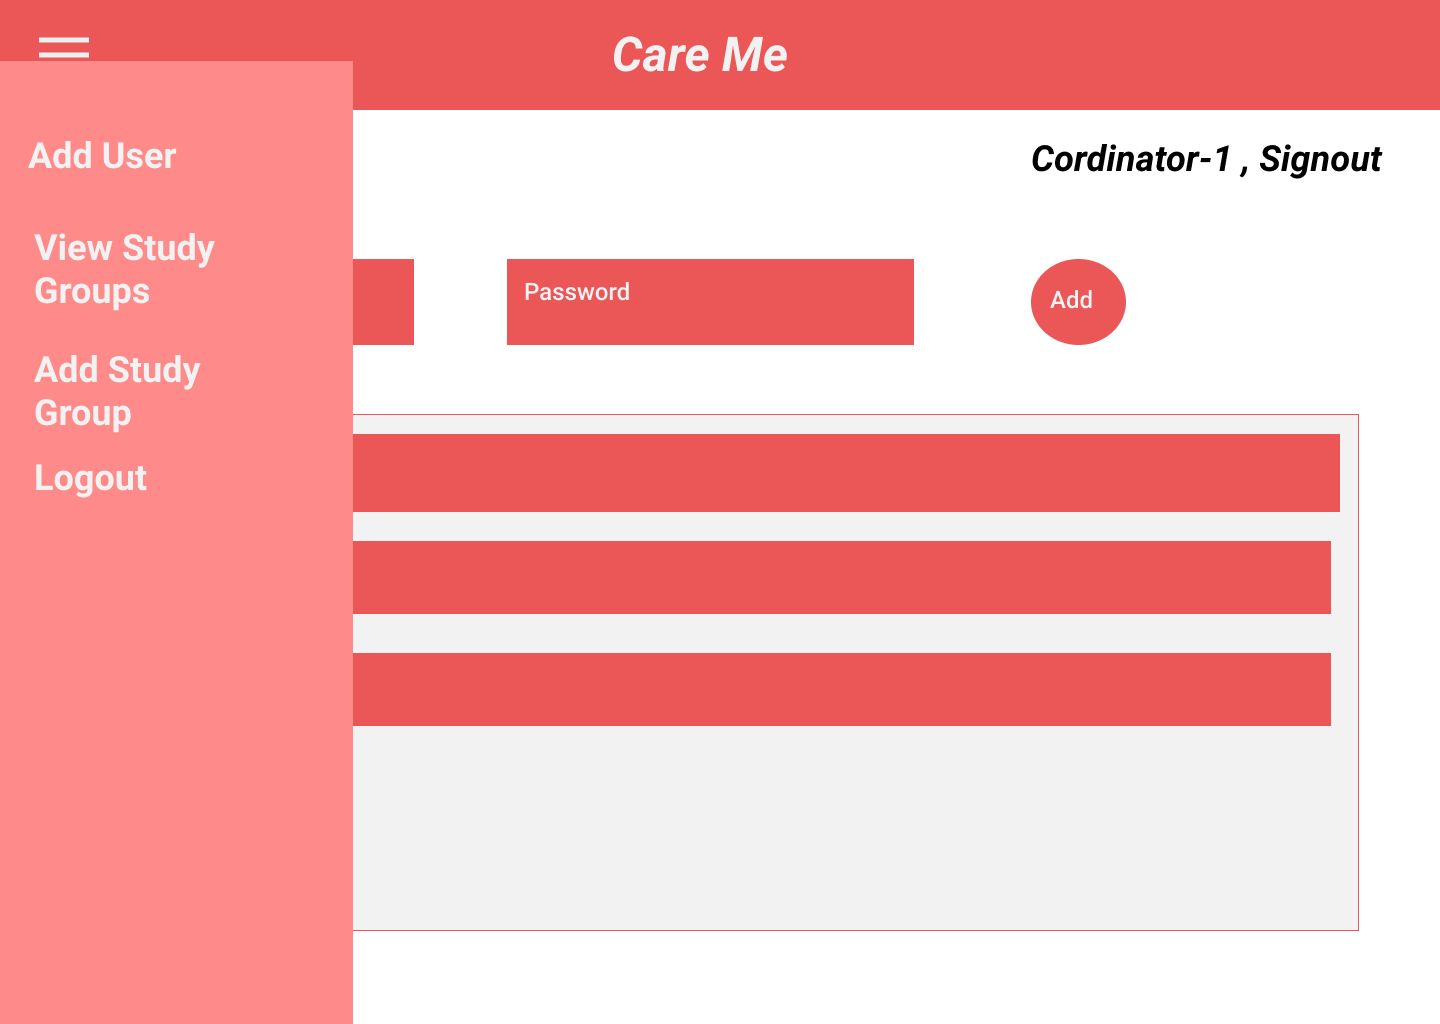 Care Me
Add User
Cordinator-1 , Signout
View Study
Groups
Password
Add
Add Study
Group
Logout